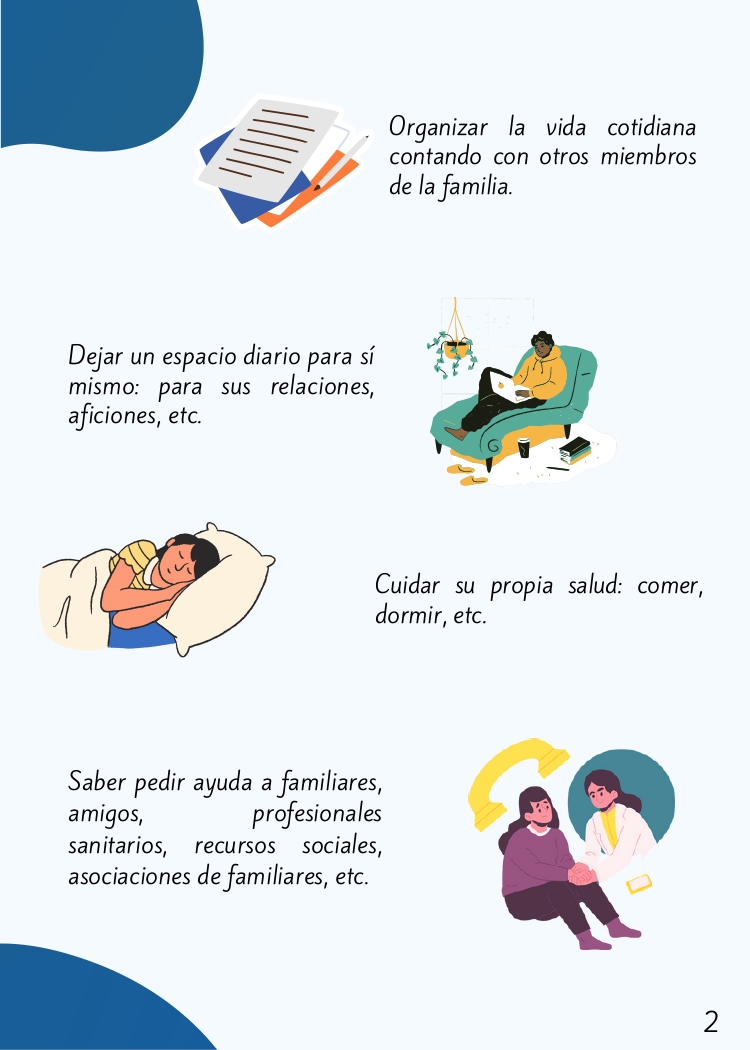 Organizar la vida cotidiana
contando con otros miembros
de la familia.
Dejar un espacio diario para sí
mismo: para sus relaciones,
aficiones, etc.
Cuidar su propia salud: comer,
dormir, etc.
Saber pedir ayuda a familiares,
amigos, profesionales
sanitarios, recursos sociales,
asociaciones de familiares, etc.
2